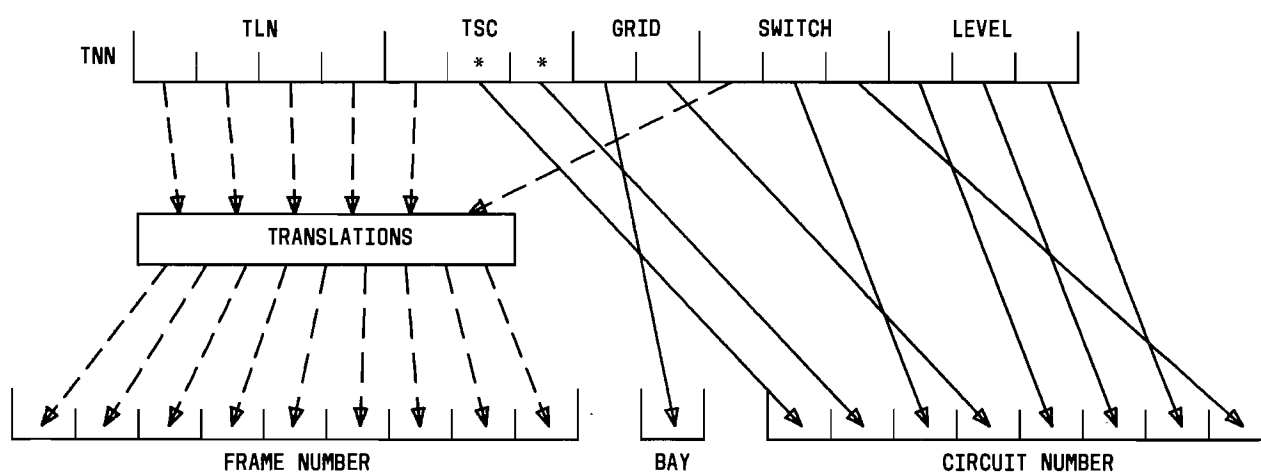 TLN TSC GRID SWITCH LEVEL
TNN * *
TRANSLATIONS
FRAME NUMBER BAY CIRCUIT NUMBER